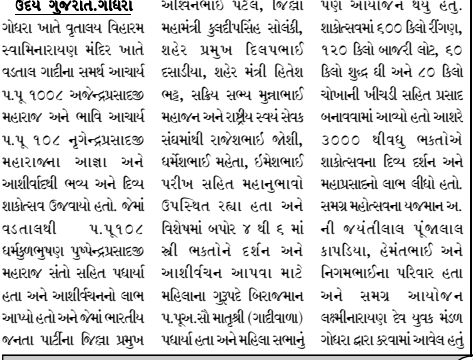 ઉદય ગુજરાત.ગોધરા
ગોધરા ખાતે વૃતાલય વિહારમ
સ્વામિનારાયણ મંદિર ખાતે
વડતાલ ગાદીના સમર્થ આચાર્ય
પ.પૂ ૧૦૦૮ અજેન્દ્રપ્રસાદજી
મહારાજ અને ભાવિ આચાર્ય
પ.પૂ ૧૦૮ નૃગેન્દ્રપ્રસાદજી
મહારાજના આજ્ઞા અને
આશીર્વાદથી ભવ્ય અને દિવ્ય
શાકોત્સવ ઉજવાયો હતો. જેમાં
વડતાલથી પ.પૂ૧૦૮
ધર્મકુળભુષણ પુષ્પેન્દ્રપ્રસાદજી
મહારાજ સંતો સહિત પધાર્યા
હતા અને આશીર્વચનનો લાભ
આપ્યો હતો અને જેમાં ભારતીય
જનતા પાર્ટીના જિલ્લા પ્રમુખ
અશ્વિનભાઈ પટેલ, જિલ્લા
મહામંત્રી કુલદીપસિંહ સોલંકી,
શહેર પ્રમુખ દિલપભાઈ
દસાડીયા, શહેર મંત્રી હિતેશ
ભટ્ટ, સક્રિય સભ્ય મુન્નાભાઈ
મહાજન અને રાષ્ટ્રીય સ્વયં સેવક
સંઘમાંથી રાજેશભાઈ જોશી,
ધર્મેશભાઈ મહેતા, ઈમેશભાઈ
પરીખ સહિત મહાનુભાવો
ઉપસ્થિત રહ્યા હતા અને
વિશેષમાં બપોર ૪ થી ૬ માં
સ્ત્રી ભક્તોને દર્શન અને
આશીર્વચન આપવા માટે
મહિલાના ગુરૂપદે બિરાજમાન
પ.પૂઅ.સૌ માતૃશ્રી (ગાદીવાળા)
પધાર્યા હતા અને મહિલા સભાનું
પણ આયોજન થયુ હતુ.
શાકોત્સવમાં ૬૦૦ કિલો રીંગણ,
૧૨૦ કિલો બાજરી લોટ, ૬૦
કિલો શુદ્ધ ઘી અને ૮૦ કિલો
ચોખાની ખીચડી સહિત પ્રસાદ
બનાવવામાં આવ્યો હતો આશરે
૩૦૦૦ થીવધુ ભકતોએ
શાકોત્સવના દિવ્ય દર્શન અને
મહાપ્રસાદનો લાભ લીધો હતો.
સમગ્ર મહોત્સવના યજમાન અ.
ની જયંતીલાલ પૂંજલાલ
કાપડિયા, હેમંતભાઈ અને
નિગમભાઈના પરિવાર હતા
અને સમગ્ર આયોજન
લક્ષ્મીનારાયણ દેવ યુવક મંડળ
ગોધરા દ્વારા કરવામાં આવેલ હતું